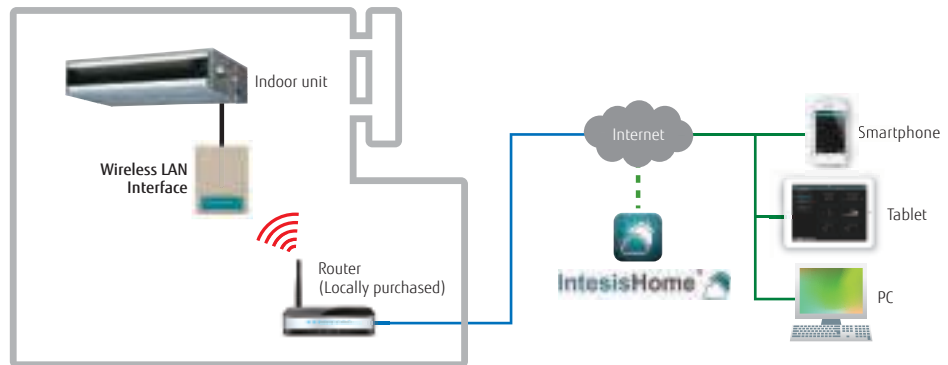 Indoor unit
Wireless LAN
Interface
Router
(Locally purchased)
Internet
IntesisHome
Smartphone
Tablet
PC